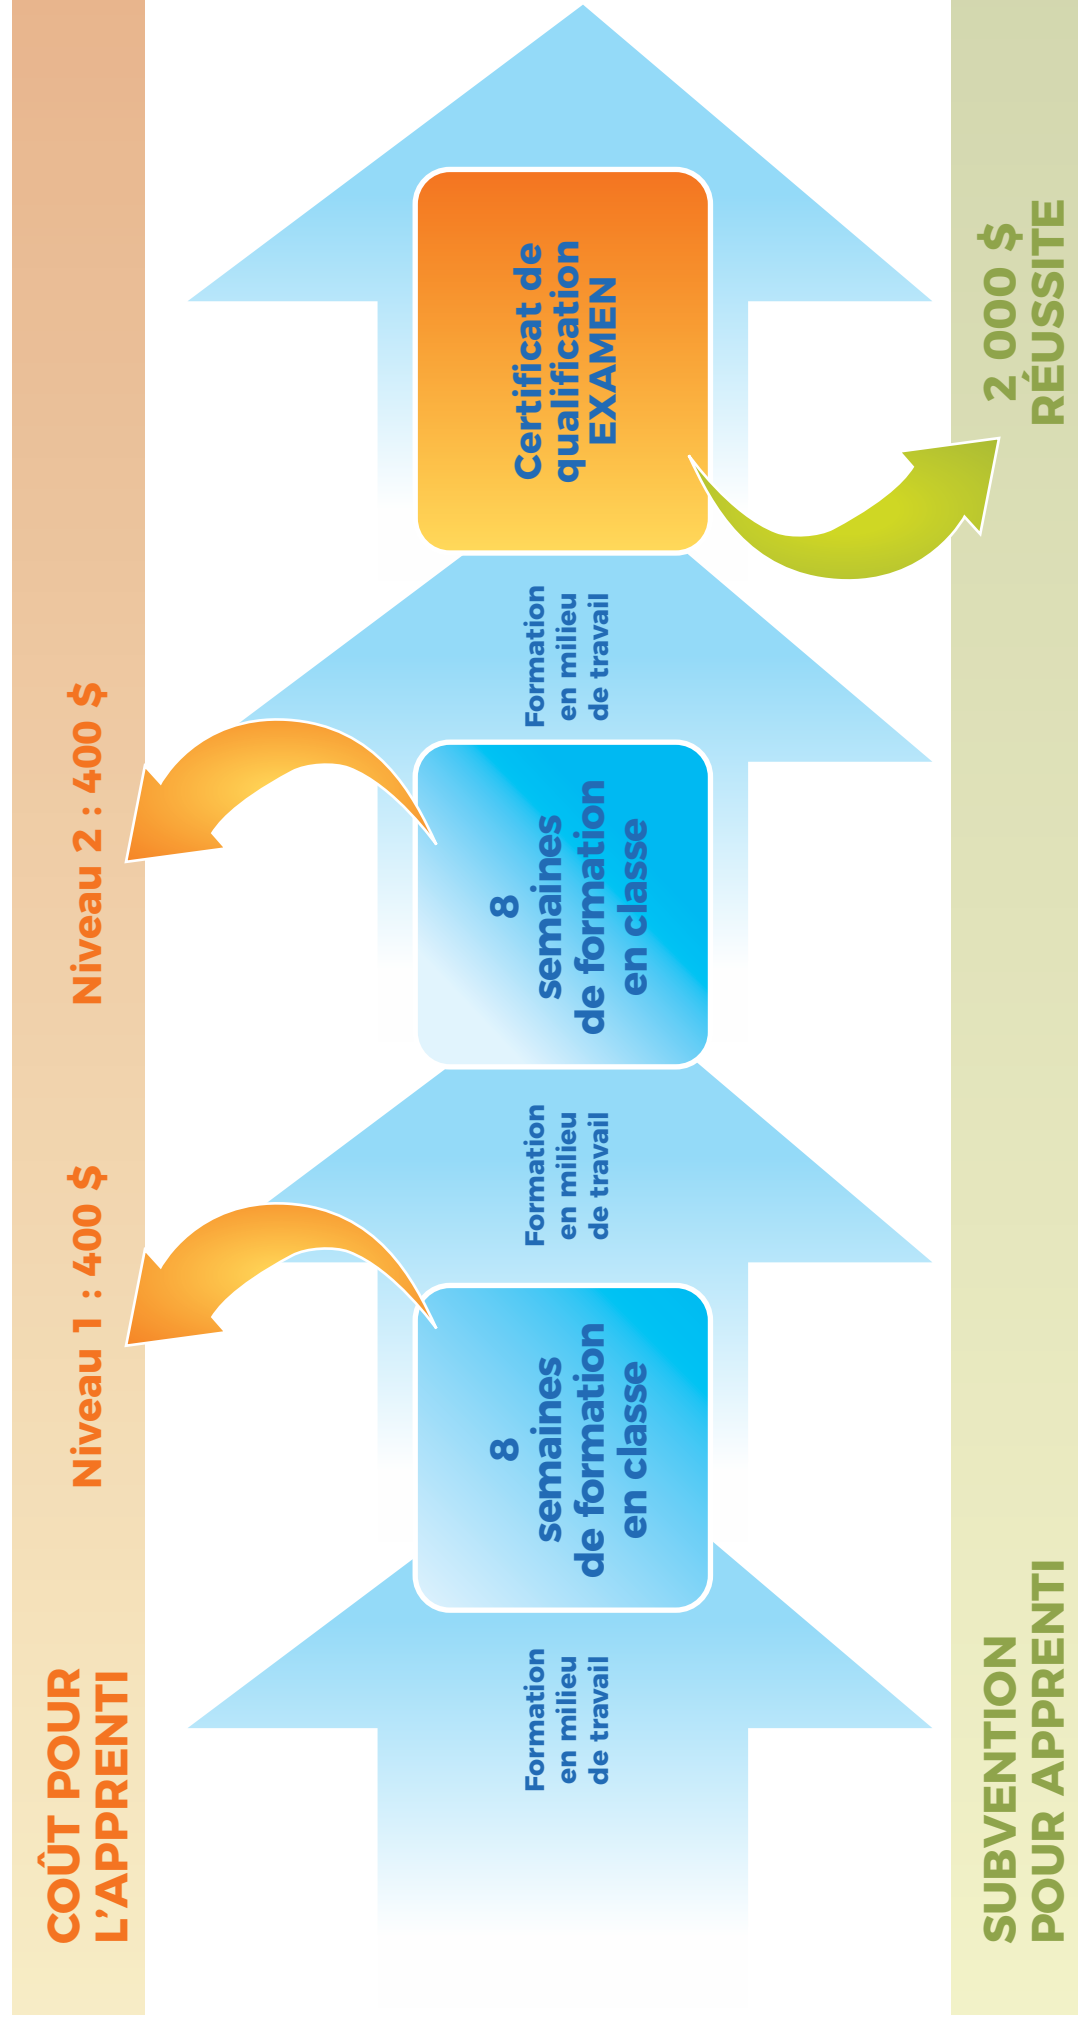 COÛT POUR
L’APPRENTI
Niveau 1 : 400 $
Niveau 2 : 400 $
Formation
en milieu
de travail
8
semaines
de formation
en classe
Formation
en milieu
de travail
8
semaines
de formation
en classe
Formation
en milieu
de travail
Certificat de
qualification
EXAMEN
SUBVENTION
POUR APPRENTI
2 000 $
RÉUSSITE